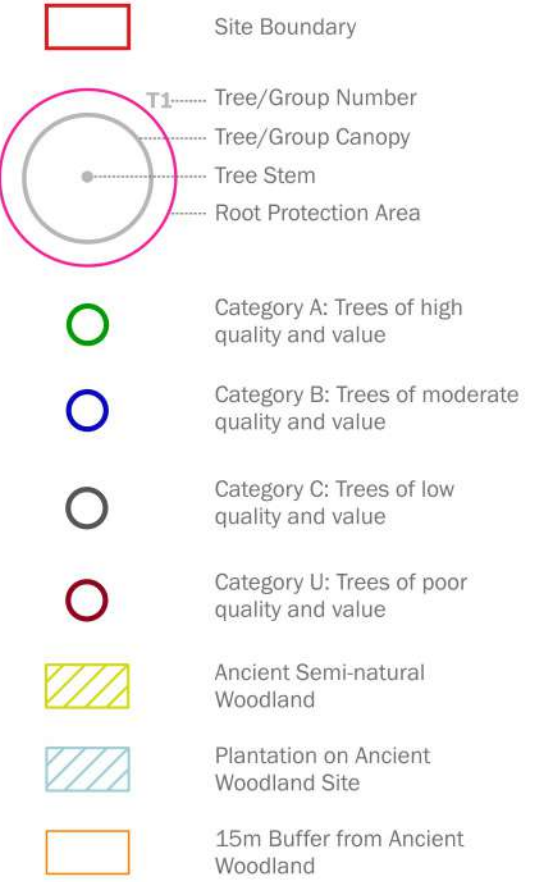 Site Boundary
T1
Tree/Group Number
Tree/Group Canopy
Tree Stem
Root Protection Area
Category A: Trees of high
quality and value
Category B: Trees of moderate
quality and value
Category C: Trees of low
quality and value
Category U: Trees of poor
quality and value
Ancient Semi-natural
Woodland
Plantation on Ancient
Woodland Site
15m Buffer from Ancient
Woodland